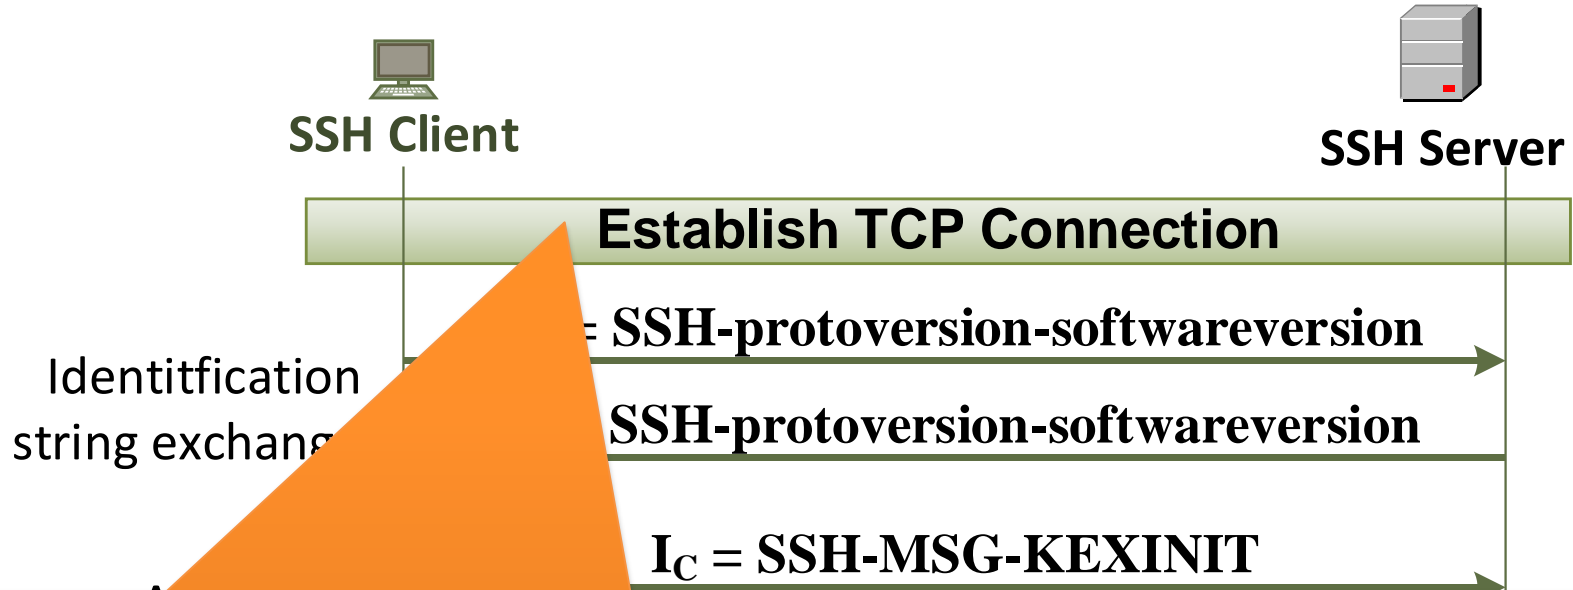 SSH Client
SSH Server
Establish TCP Connection
= SSH-protoversion-softwareversion
Identitfication
string
SSH-protoversion-softwareversion
I_C = SSH-MSG-KEXINIT